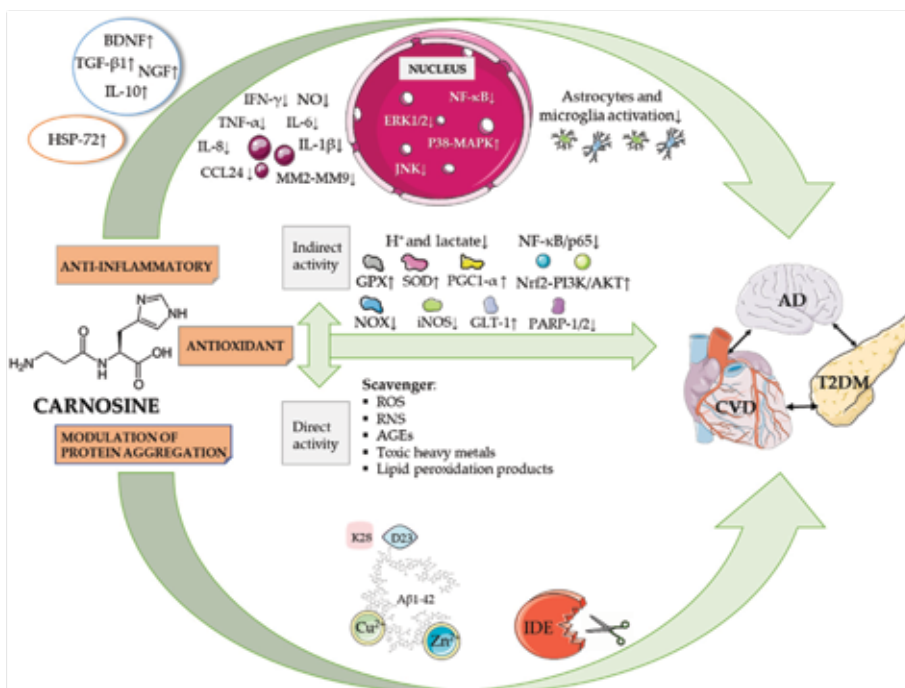 BDNF↑
TGF-β1↑ NGF↑
IL-10↑
HSP-72↑
IFN-γ↓ NO↓
TNF-α↓ IL-6↓
IL-8↓ IL-1β↓
CCL24↓ MM2-MM9↓
NUCLEUS
NF-κB↓
ERK1/2↓
P38-MAPK↑
JNK↓
Astrocytes and
microglia activation↓
ANTI-INFLAMMATORY
N
NH
H₂N
O
N
H
OH
O
CARNOSINE
ANTIOXIDANT
MODULATION OF
PROTEIN AGGREGATION
Indirect
activity
H⁺ and lactate↓ NF-κB/p65↓
GPX↑ SOD↑ PGC1-α↑ Nrf2-PI3K/AKT↑
NOX↓ iNOS↓ GLT-1↑ PARP-1/2↓
Direct
activity
Scavenger:
▪ ROS
▪ RNS
▪ AGEs
▪ Toxic heavy metals
▪ Lipid peroxidation products
AD
CVD
T2DM
K28 D23
Aβ1-42
Cu²⁺
Zn²⁺
IDE